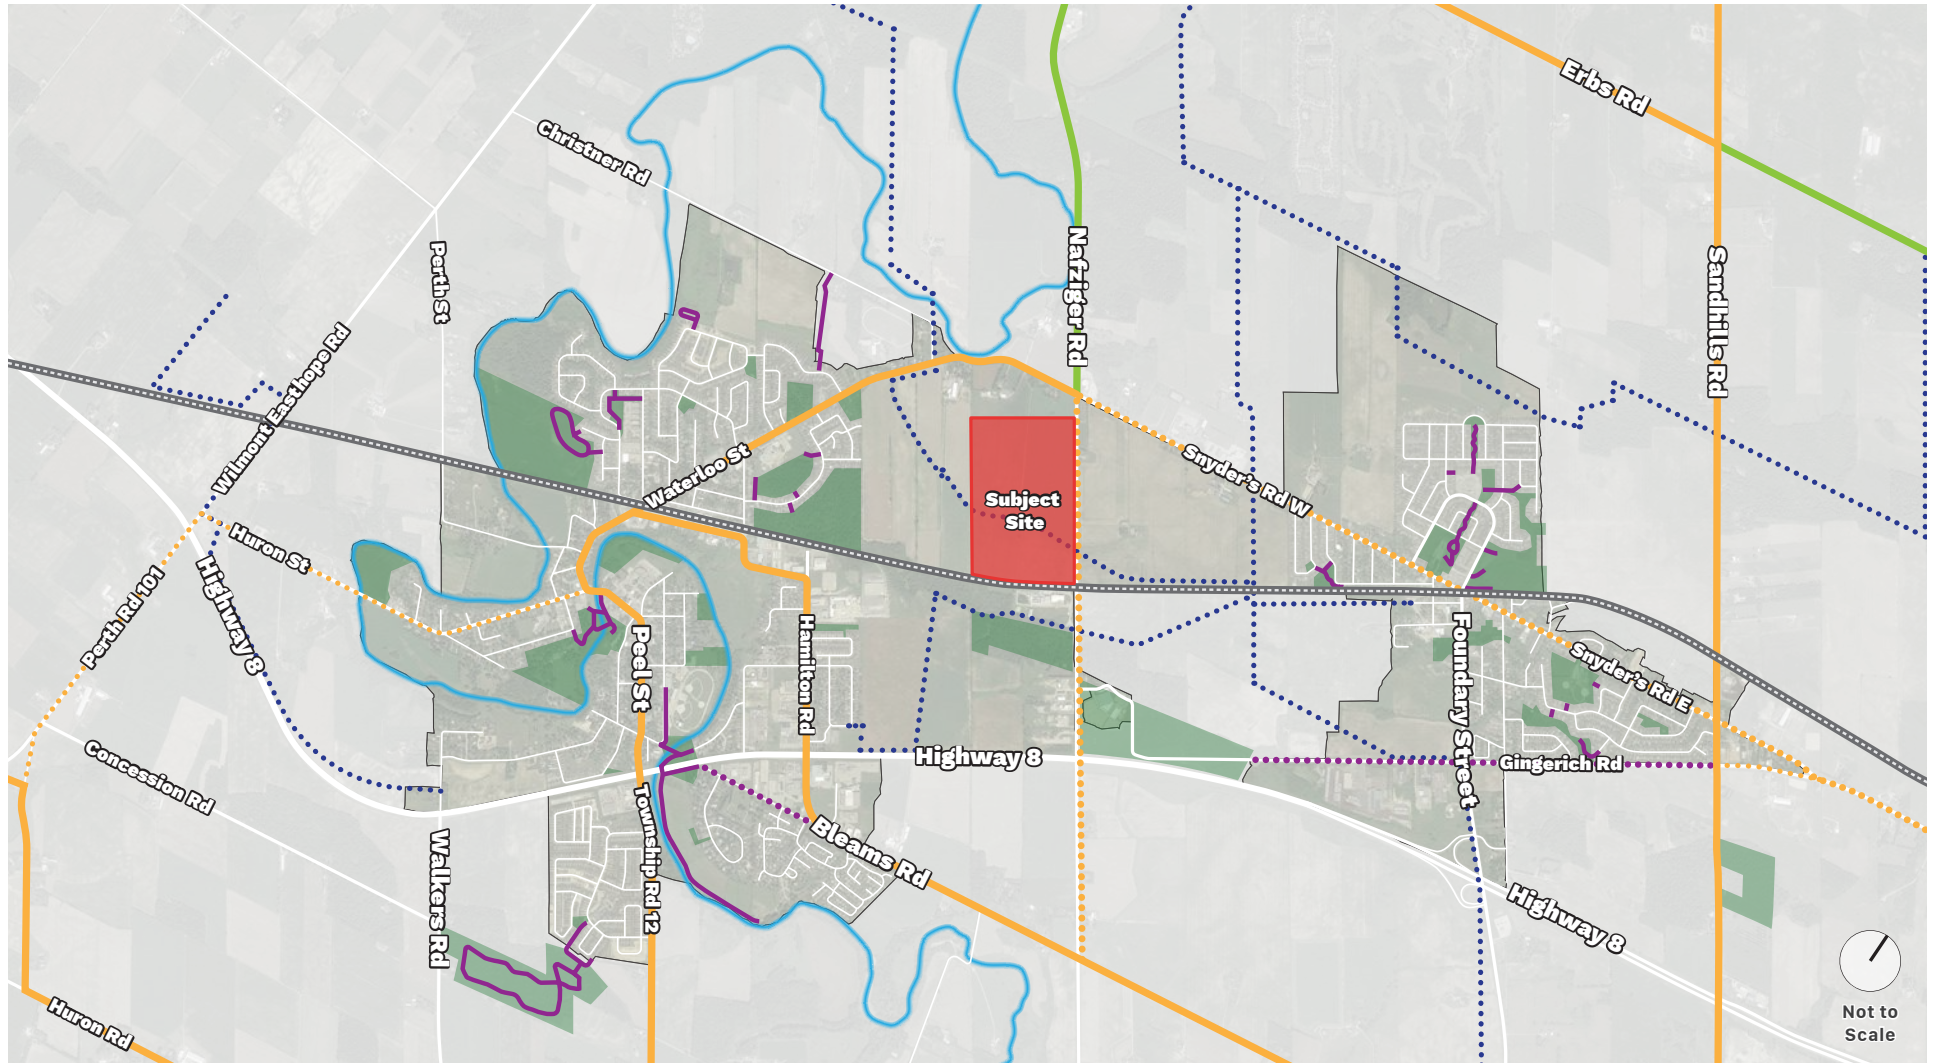 Erbs Rd
Christner Rd
Perth St
Nafziger Rd
Sandhills Rd
Wilmont Easthope Rd
Waterloo St
Snyder's Rd W
Subject
Site
Huron St
Highway 8
Perth Rd 101
Peel St
Hamilton Rd
Foundary Street
Snyder's Rd E
Concession Rd
Highway 8
Gingerich Rd
Township Rd 12
Bleams Rd
Walkers Rd
Highway 8
Huron Rd
Not to
Scale